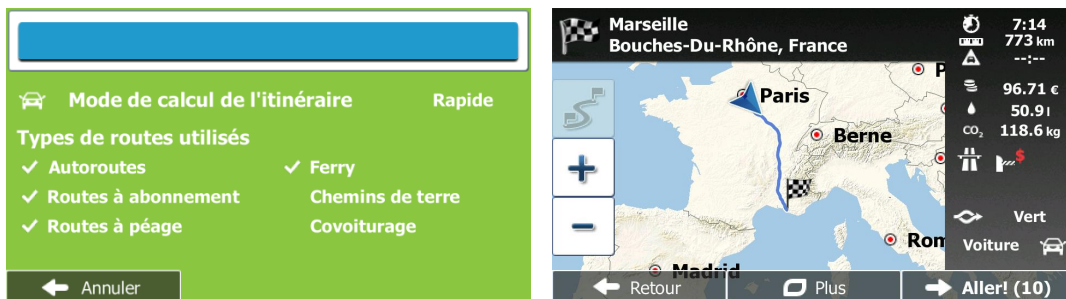 Mode de calcul de l'itinéraire Rapide
Types de routes utilisés
Autoroutes Ferry
Routes à abonnement Chemins de terre
Routes à péage Covoiturage
Annuler
Marseille
Bouches-Du-Rhône, France
7:14
773 km
--:--
96.71 €
50.9 l
CO₂ 118.6 kg
$
Vert
Voiture
P
Paris
Berne
Rom
Madrid
Retour
Plus
Aller! (10)